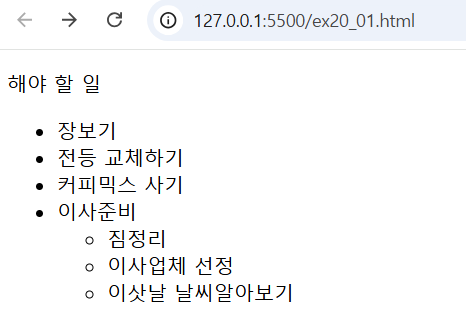 127.0.0.1:5500/ex20_01.html
해야 할 일
장보기
전등 교체하기
커피믹스 사기
이사준비
짐정리
이사업체 선정
이삿날 날씨알아보기